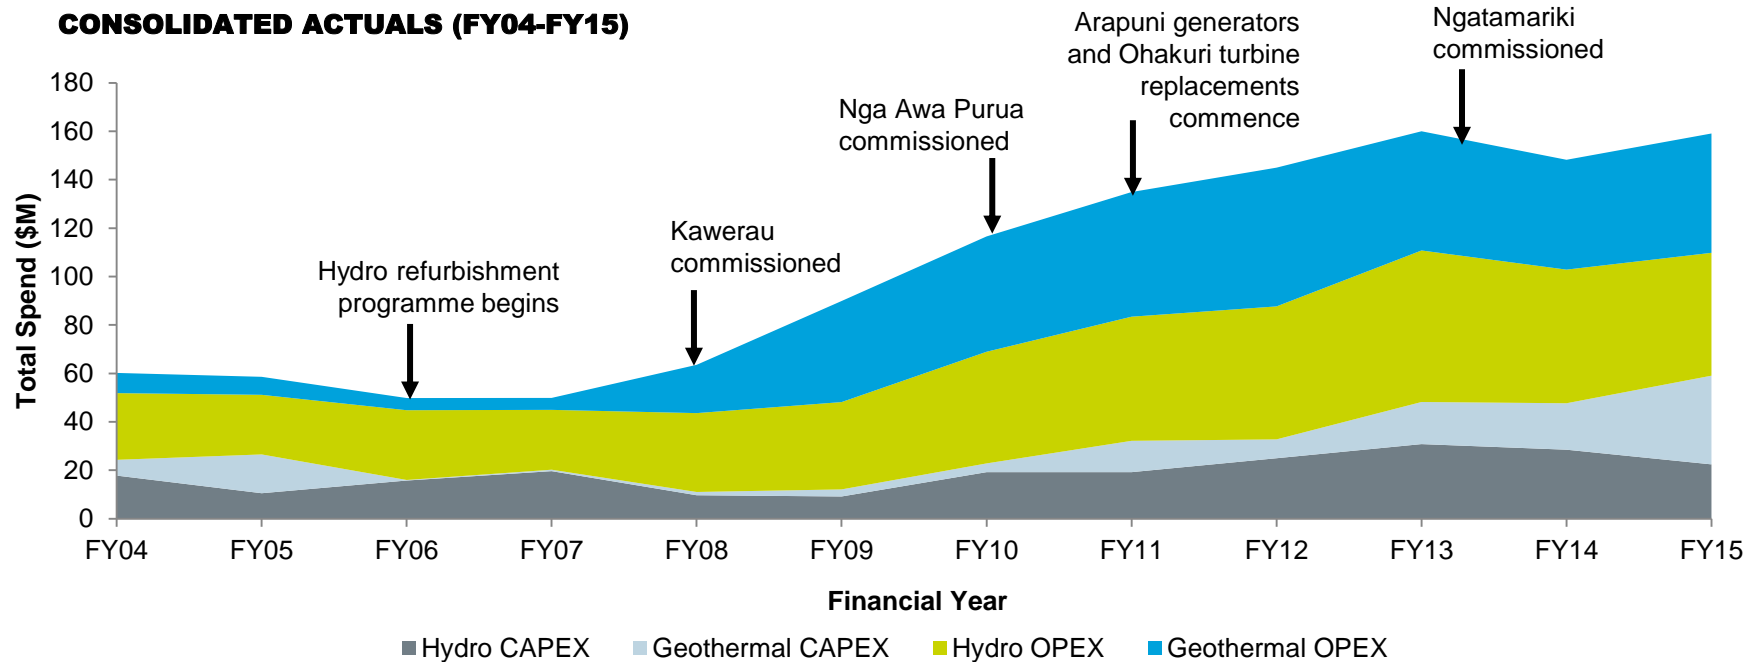 CONSOLIDATED ACTUALS (FY04-FY15)
Arapuni generators
and Ohakuri turbine
replacements
commence
Ngatamariki
commissioned
Nga Awa Purua
commissioned
Kawerau
commissioned
Hydro refurbishment
programme begins
Total Spend ($M)
180
160
140
120
100
80
60
40
20
0
FY04 FY05 FY06 FY07 FY08 FY09 FY10 FY11 FY12 FY13 FY14 FY15
Financial Year
Hydro CAPEX Geothermal CAPEX Hydro OPEX Geothermal OPEX